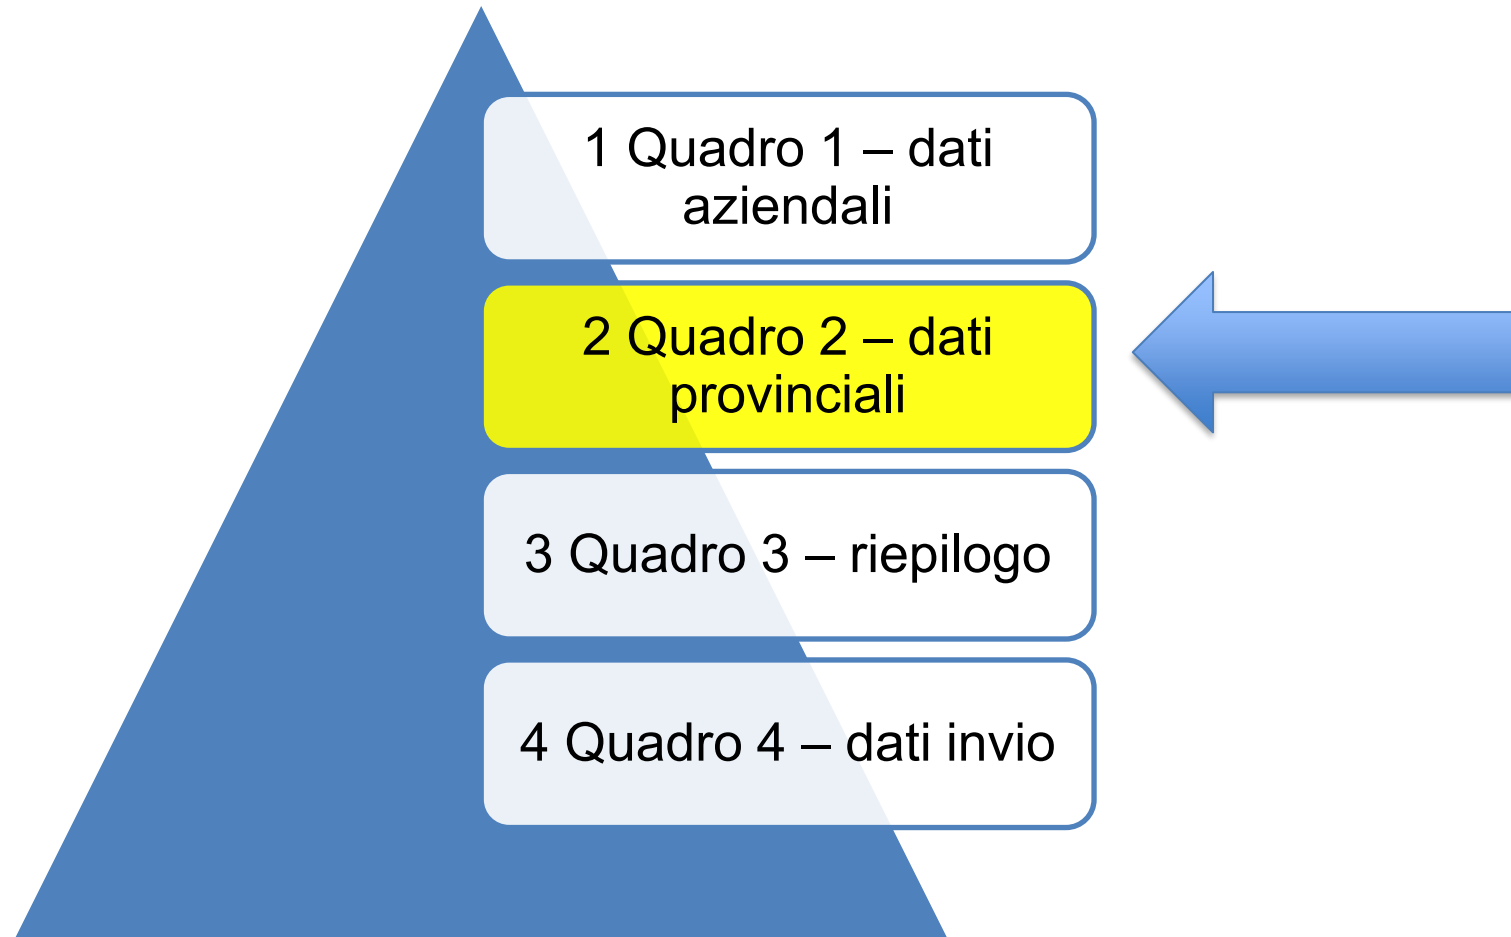 1 Quadro 1 – dati
aziendali
2 Quadro 2 – dati
provinciali
3 Quadro 3 – riepilogo
4 Quadro 4 – dati invio